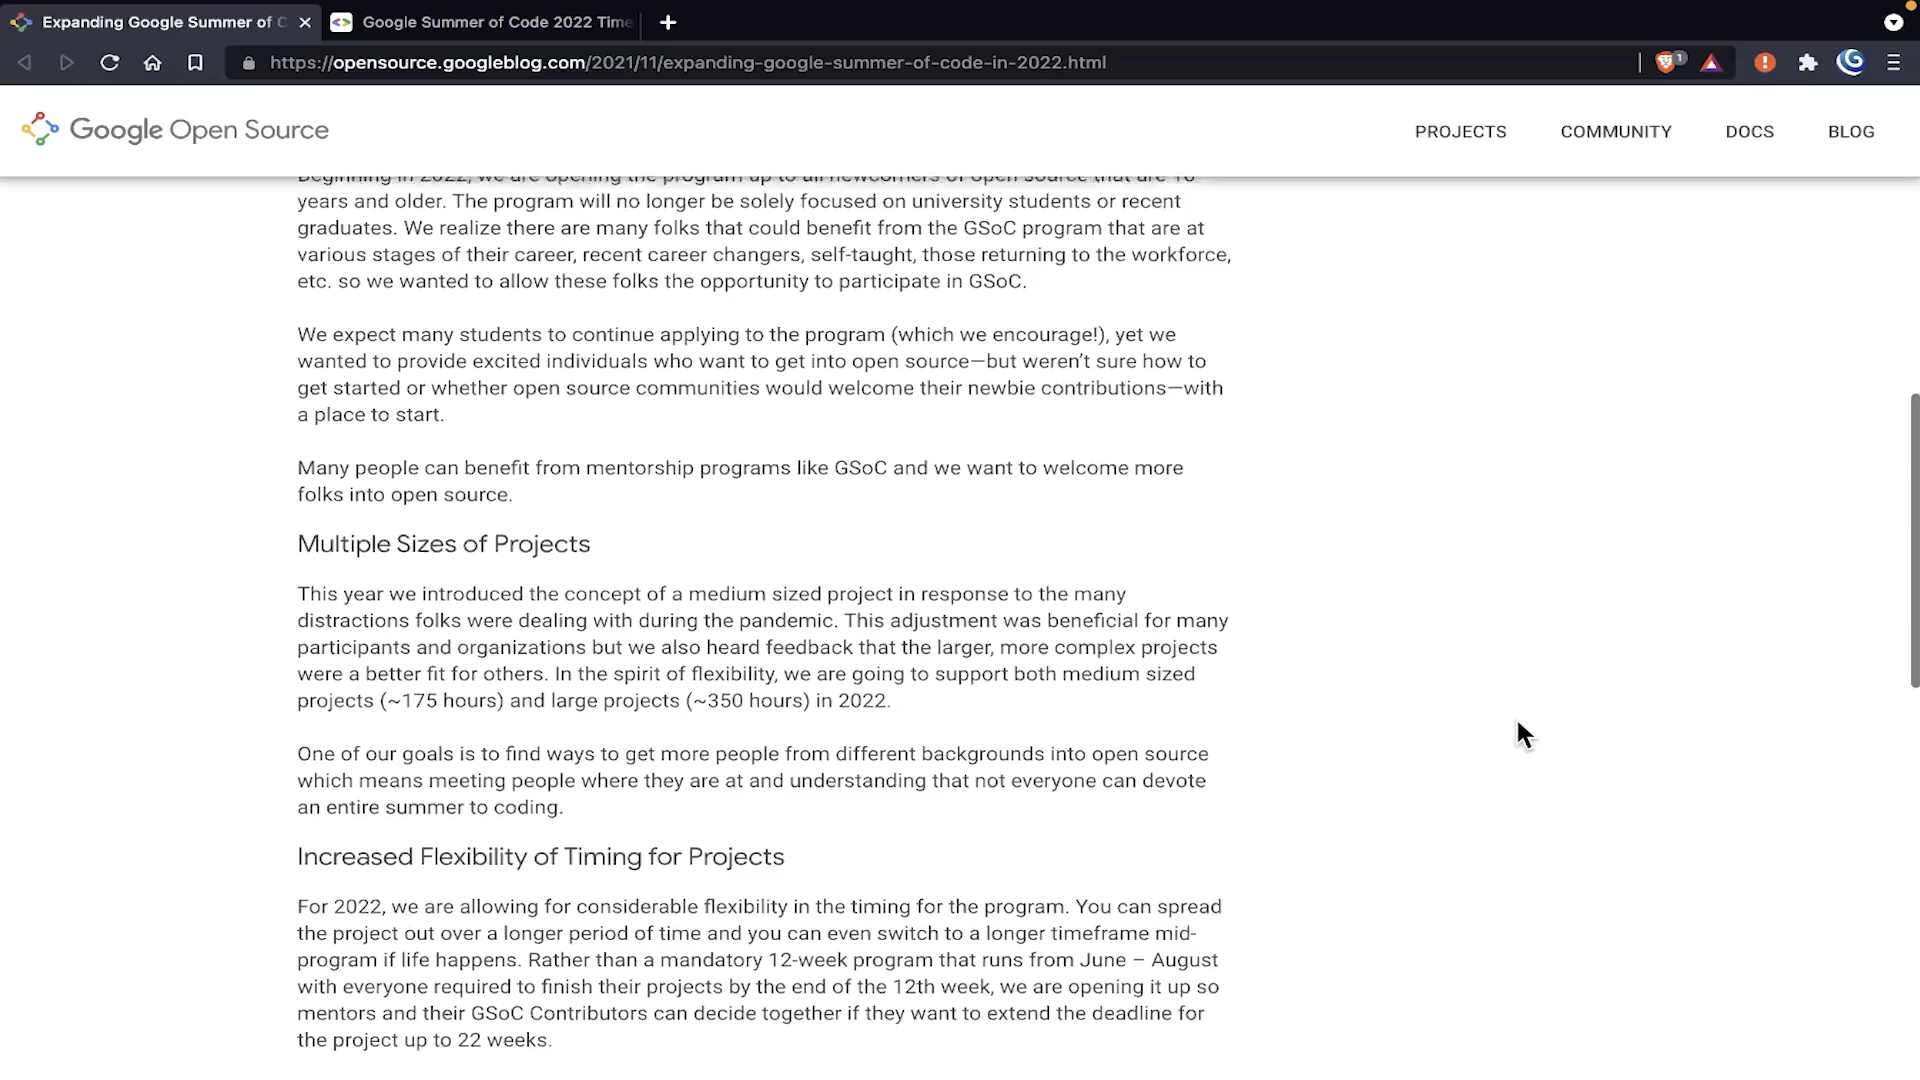 Expanding Google Summer of C
Google Summer of Code 2022 Time
https://opensource.googleblog.com/2021/11/expanding-google-summer-of-code-in-2022.html
1
Google Open Source
PROJECTS
COMMUNITY
DOCS
BLOG
Beginning in 2022, we are opening the program up to all newcomers of open source that are 18
years and older. The program will no longer be solely focused on university students or recent
graduates. We realize there are many folks that could benefit from the GSoC program that are at
various stages of their career, recent career changers, self-taught, those returning to the workforce,
etc. so we wanted to allow these folks the opportunity to participate in GSoC.
We expect many students to continue applying to the program (which we encourage!), yet we
wanted to provide excited individuals who want to get into open source—but weren’t sure how to
get started or whether open source communities would welcome their newbie contributions—with
a place to start.
Many people can benefit from mentorship programs like GSoC and we want to welcome more
folks into open source.
Multiple Sizes of Projects
This year we introduced the concept of a medium sized project in response to the many
distractions folks were dealing with during the pandemic. This adjustment was beneficial for many
participants and organizations but we also heard feedback that the larger, more complex projects
were a better fit for others. In the spirit of flexibility, we are going to support both medium sized
projects (~175 hours) and large projects (~350 hours) in 2022.
One of our goals is to find ways to get more people from different backgrounds into open source
which means meeting people where they are at and understanding that not everyone can devote
an entire summer to coding.
Increased Flexibility of Timing for Projects
For 2022, we are allowing for considerable flexibility in the timing for the program. You can spread
the project out over a longer period of time and you can even switch to a longer timeframe mid-
program if life happens. Rather than a mandatory 12-week program that runs from June – August
with everyone required to finish their projects by the end of the 12th week, we are opening it up so
mentors and their GSoC Contributors can decide together if they want to extend the deadline for
the project up to 22 weeks.